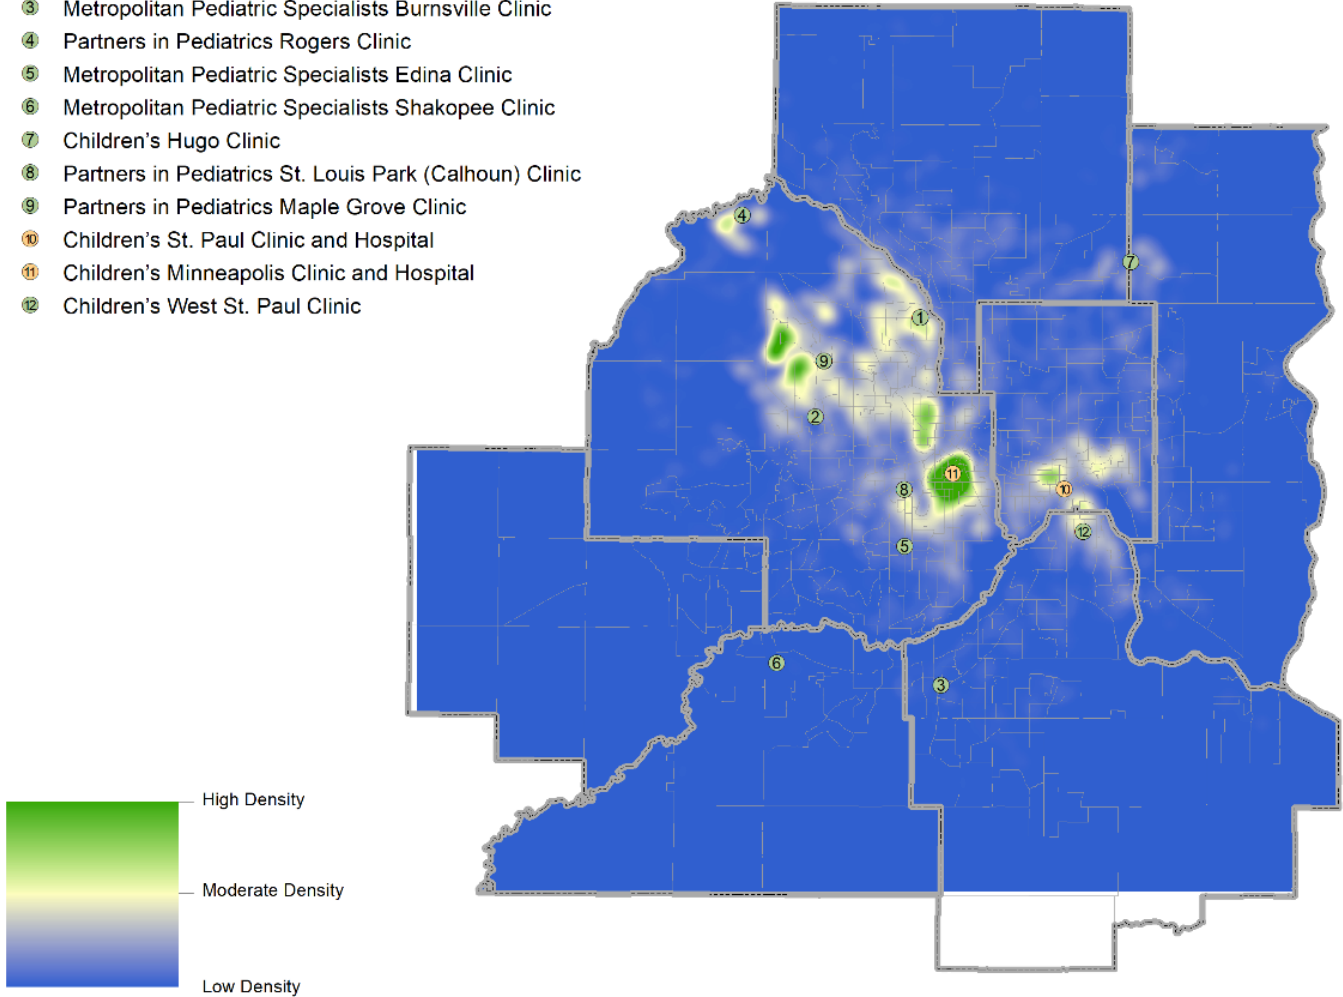 3 Metropolitan Pediatric Specialists Burnsville Clinic
4 Partners in Pediatrics Rogers Clinic
5 Metropolitan Pediatric Specialists Edina Clinic
6 Metropolitan Pediatric Specialists Shakopee Clinic
7 Children's Hugo Clinic
8 Partners in Pediatrics St. Louis Park (Calhoun) Clinic
9 Partners in Pediatrics Maple Grove Clinic
10 Children's St. Paul Clinic and Hospital
11 Children's Minneapolis Clinic and Hospital
12 Children's West St. Paul Clinic
4
7
1
9
2
11
8
10
12
5
6
3
High Density
Moderate Density
Low Density